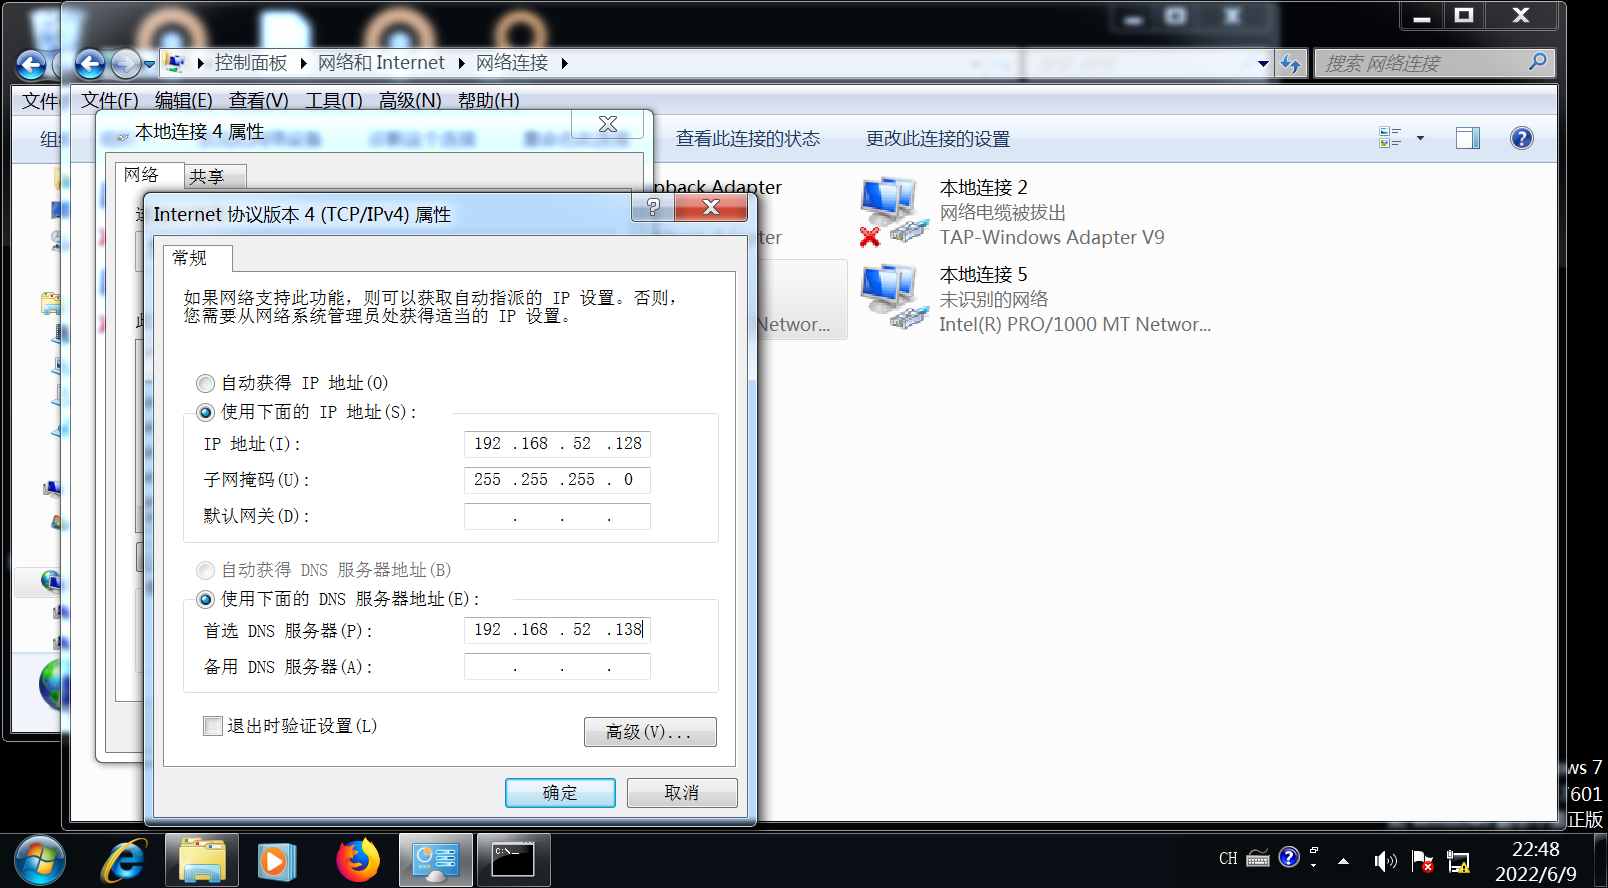 控制面板
网络和 Internet
网络连接
搜索 网络连接
文件
文件(F)
编辑(E)
查看(V)
工具(T)
高级(N)
帮助(H)
本地连接 4 属性
查看此连接的状态
更改此连接的设置
网络
共享
pback Adapter
本地连接 2
网络电缆被拔出
TAP-Windows Adapter V9
本地连接 5
未识别的网络
Networ...
Intel(R) PRO/1000 MT Networ...
Internet 协议版本 4 (TCP/IPv4) 属性
常规
如果网络支持此功能，则可以获取自动指派的 IP 设置。否则，
您需要从网络系统管理员处获得适当的 IP 设置。
自动获得 IP 地址(O)
使用下面的 IP 地址(S):
IP 地址(I):
192 .168 . 52 .128
子网掩码(U):
255 .255 .255 . 0
默认网关(D):
. . .
自动获得 DNS 服务器地址(B)
使用下面的 DNS 服务器地址(E):
首选 DNS 服务器(P):
192 .168 . 52 .138
备用 DNS 服务器(A):
. . .
退出时验证设置(L)
高级(V)...
确定
取消
ws 7
601
正版
CH
22:48
2022/6/9